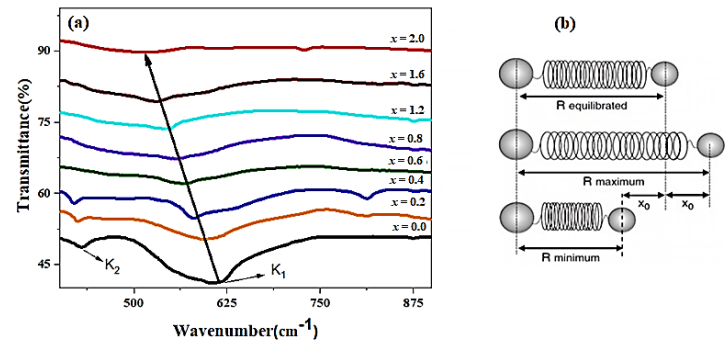 (a)
(b)
90
75
60
45
Transmittance(%)
x = 2.0
x = 1.6
x = 1.2
x = 0.8
x = 0.6
x = 0.4
x = 0.2
x = 0.0
K2
K1
500
625
750
875
Wavenumber(cm-1)
R equilibrated
R maximum
x0
x0
R minimum